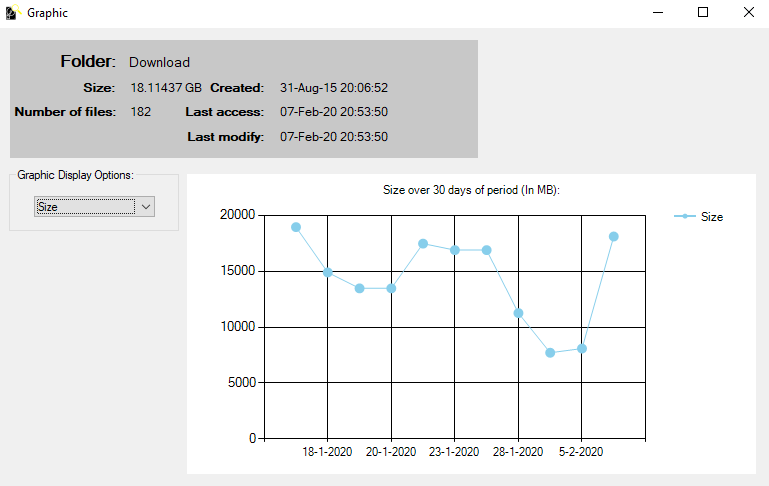 Graphic
Folder: Download
Size: 18.11437 GB Created: 31-Aug-15 20:06:52
Number of files: 182 Last access: 07-Feb-20 20:53:50
Last modify: 07-Feb-20 20:53:50
Graphic Display Options:
Size
Size over 30 days of period (In MB):
20000
15000
10000
5000
0
18-1-2020 20-1-2020 23-1-2020 28-1-2020 5-2-2020
Size